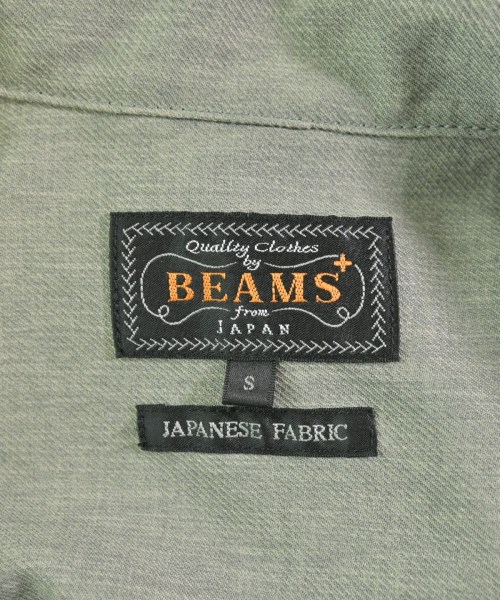 Quality Clothes
by
BEAMS+
from
JAPAN
S
JAPANESE FABRIC